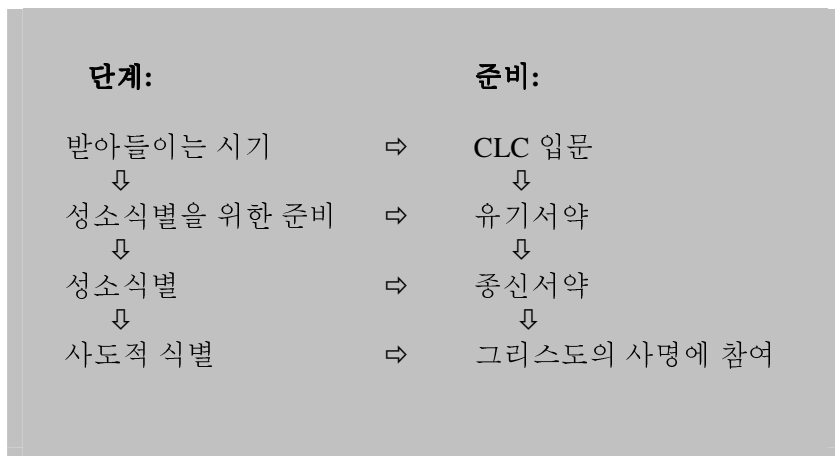 단계: 준비:
받아들이는 시기 ⇨ CLC 입문
⇩ ⇩
성소식별을 위한 준비 ⇨ 유기서약
⇩ ⇩
성소식별 ⇨ 종신서약
⇩ ⇩
사도적 식별 ⇨ 그리스도의 사명에 참여